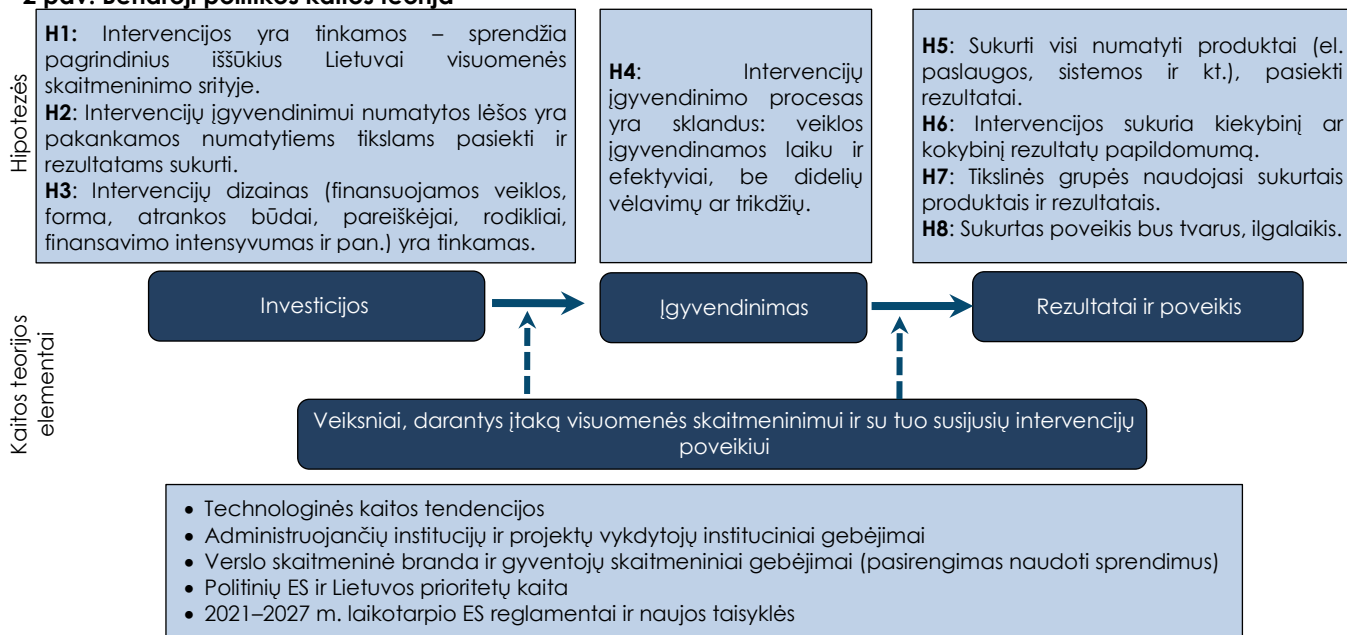 2 pav. Bendroji politikos kaitos teorija
Hipotezės
H1: Intervencijos yra tinkamos – sprendžia
pagrindinius iššūkius Lietuvai visuomenės
skaitmeninimo srityje.
H2: Intervencijų įgyvendinimui numatytos lėšos yra
pakankamos numatytiems tikslams pasiekti ir
rezultatams sukurti.
H3: Intervencijų dizainas (finansuojamos veiklos,
forma, atrankos būdai, pareiškėjai, rodikliai,
finansavimo intensyvumas ir pan.) yra tinkamas.
H4: Intervencijų
įgyvendinimo procesas
yra sklandus: veiklos
įgyvendinamos laiku ir
efektyviai, be didelių
vėlavimų ar trikdžių.
H5: Sukurti visi numatyti produktai (el.
paslaugos, sistemos ir kt.), pasiekti
rezultatai.
H6: Intervencijos sukuria kiekybinį ar
kokybinį rezultatų papildomumą.
H7: Tikslinės grupės naudojasi sukurtais
produktais ir rezultatais.
H8: Sukurtas poveikis bus tvarus, ilgalaikis.
Kaitos teorijos
elementai
Investicijos
Įgyvendinimas
Rezultatai ir poveikis
Veiksniai, darantys įtaką visuomenės skaitmeninimui ir su tuo susijusių intervencijų
poveikiui
• Technologinės kaitos tendencijos
• Administruojančių institucijų ir projektų vykdytojų instituciniai gebėjimai
• Verslo skaitmeninė branda ir gyventojų skaitmeniniai gebėjimai (pasirengimas naudoti sprendimus)
• Politinių ES ir Lietuvos prioritetų kaita
• 2021–2027 m. laikotarpio ES reglamentai ir naujos taisyklės